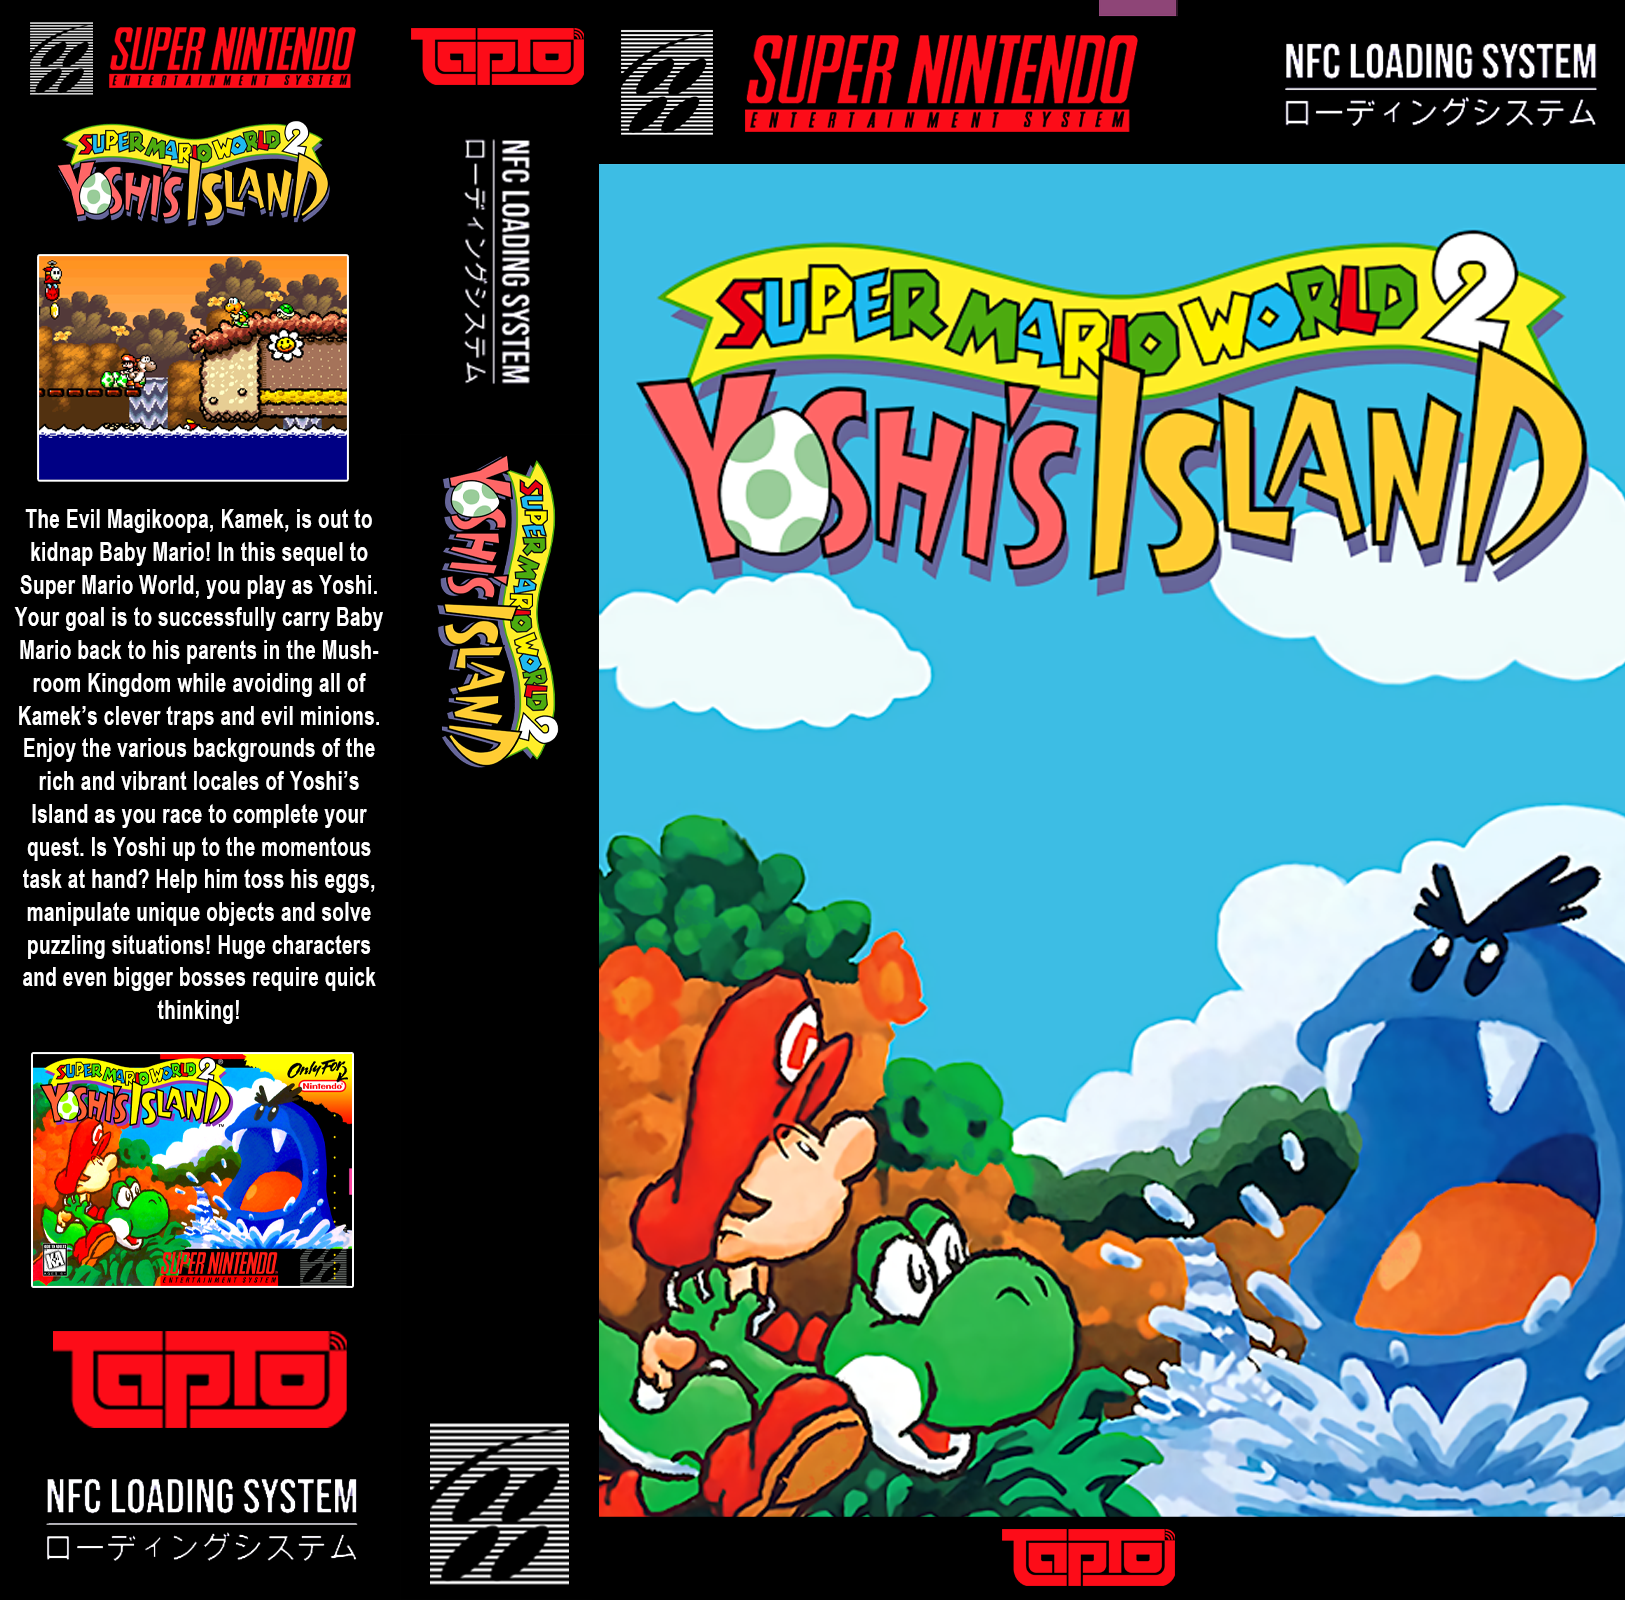 SUPER NINTENDO
ENTERTAINMENT SYSTEM
SUPER MARIO WORLD 2
YOSHI'S ISLAND
The Evil Magikoopa, Kamek, is out to
kidnap Baby Mario! In this sequel to
Super Mario World, you play as Yoshi.
Your goal is to successfully carry Baby
Mario back to his parents in the Mush-
room Kingdom while avoiding all of
Kamek’s clever traps and evil minions.
Enjoy the various backgrounds of the
rich and vibrant locales of Yoshi’s
Island as you race to complete your
quest. Is Yoshi up to the momentous
task at hand? Help him toss his eggs,
manipulate unique objects and solve
puzzling situations! Huge characters
and even bigger bosses require quick
thinking!
SUPER MARIO WORLD 2
YOSHI'S ISLAND
Only For
Nintendo
K-A
SUPER NINTENDO
ENTERTAINMENT SYSTEM
TapTo
NFC LOADING SYSTEM
ローディングシステム
TapTo
NFC LOADING SYSTEM
ローディングシステム
SUPER MARIO WORLD 2
YOSHI'S ISLAND
SUPER NINTENDO
ENTERTAINMENT SYSTEM
NFC LOADING SYSTEM
ローディングシステム
SUPER MARIO WORLD 2
YOSHI'S ISLAND
TapTo